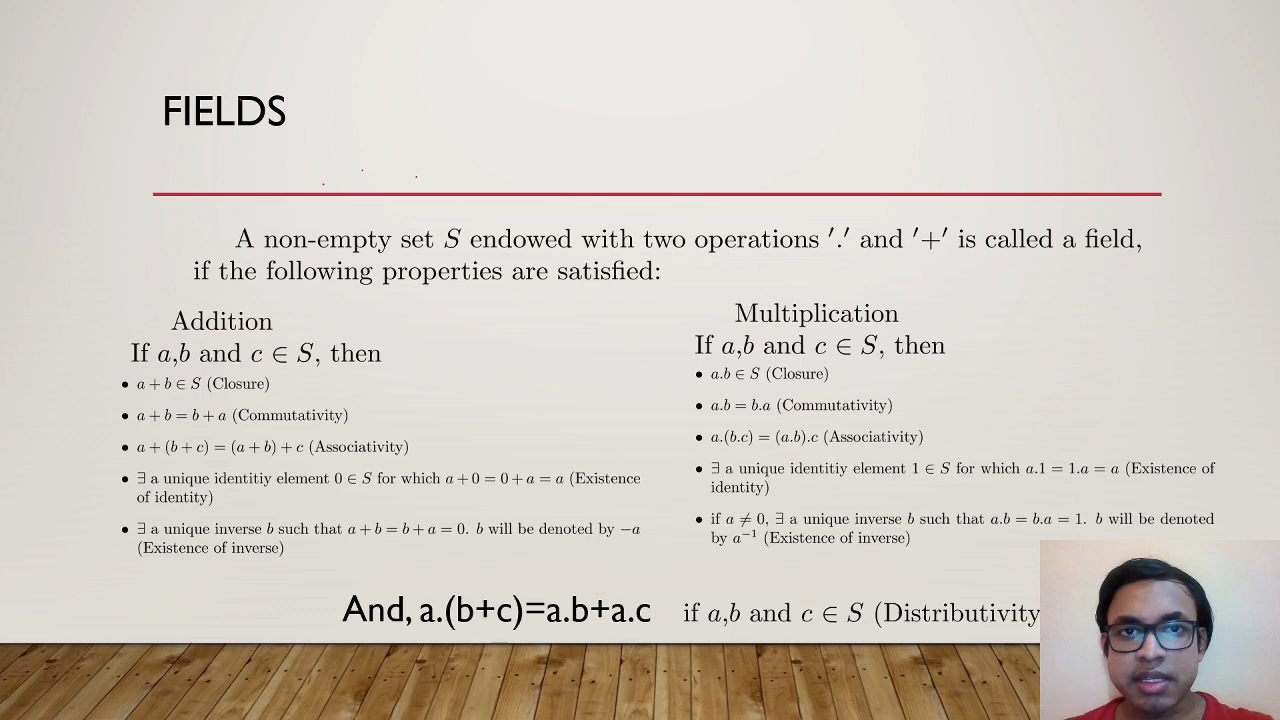 FIELDS
A non-empty set S endowed with two operations ′.′ and ′+′ is called a field,
if the following properties are satisfied:
Addition
If a,b and c ∈ S, then
• a + b ∈ S (Closure)
• a + b = b + a (Commutativity)
• a + (b + c) = (a + b) + c (Associativity)
• ∃ a unique identitiy element 0 ∈ S for which a + 0 = 0 + a = a (Existence
of identity)
• ∃ a unique inverse b such that a + b = b + a = 0. b will be denoted by −a
(Existence of inverse)
Multiplication
If a,b and c ∈ S, then
• a.b ∈ S (Closure)
• a.b = b.a (Commutativity)
• a.(b.c) = (a.b).c (Associativity)
• ∃ a unique identitiy element 1 ∈ S for which a.1 = 1.a = a (Existence of
identity)
• if a ≠ 0, ∃ a unique inverse b such that a.b = b.a = 1. b will be denoted
by a⁻¹ (Existence of inverse)
And, a.(b+c)=a.b+a.c if a,b and c ∈ S (Distributivity